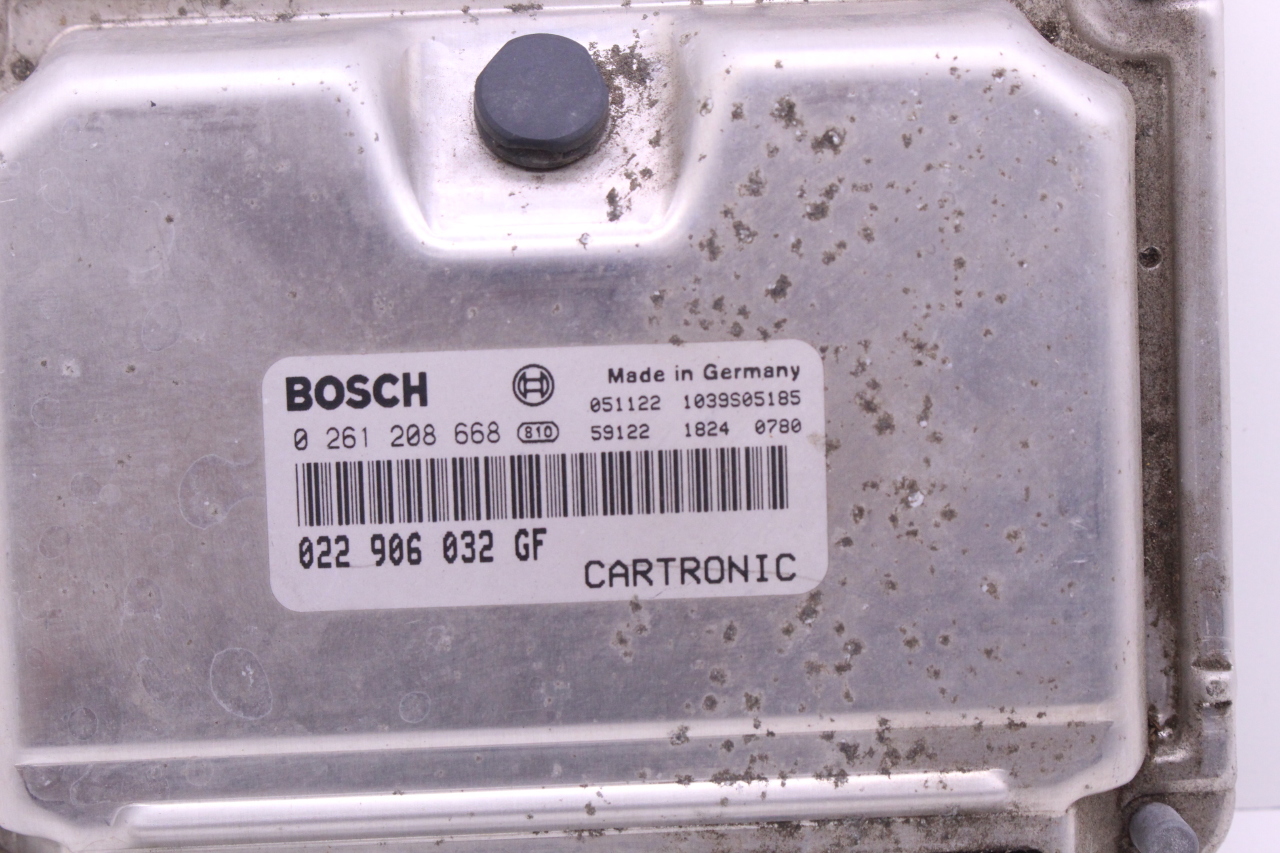 BOSCH
Made in Germany
051122 1039S05185
0 261 208 668 810 59122 1824 0780
022 906 032 GF
CARTRONIC